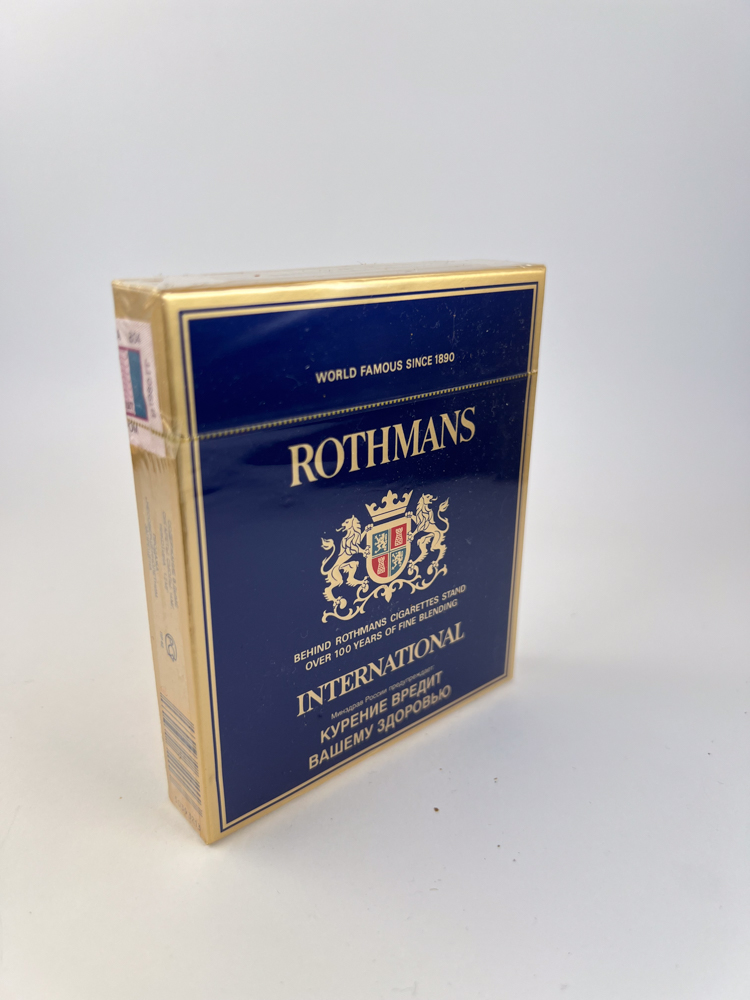 WORLD FAMOUS SINCE 1890
ROTHMANS
BEHIND ROTHMANS CIGARETTES STAND
OVER 100 YEARS OF FINE BLENDING
INTERNATIONAL
Минздрав России предупреждает:
КУРЕНИЕ ВРЕДИТ
ВАШЕМУ ЗДОРОВЬЮ